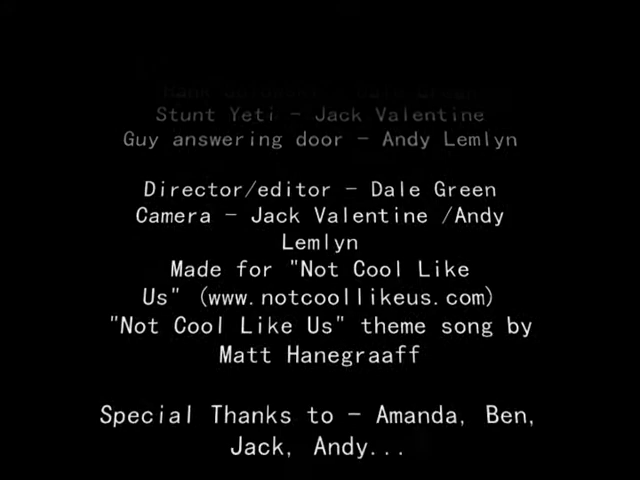 Stunt Yeti - Jack Valentine
Guy answering door - Andy Lemlyn
Director/editor - Dale Green
Camera - Jack Valentine /Andy
Lemlyn
Made for "Not Cool Like
Us" (www.notcoollikeus.com)
"Not Cool Like Us" theme song by
Matt Hanegraaff
Special Thanks to - Amanda, Ben,
Jack, Andy...